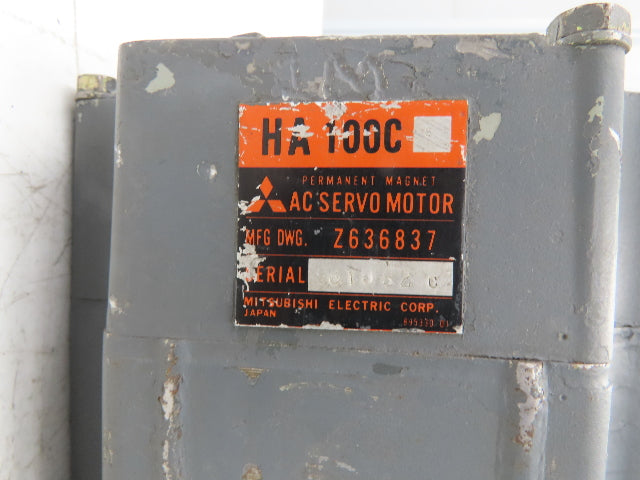 HA 100C
PERMANENT MAGNET
AC SERVO MOTOR
MFG DWG. Z636837
SERIAL
MITSUBISHI ELECTRIC CORP.
JAPAN